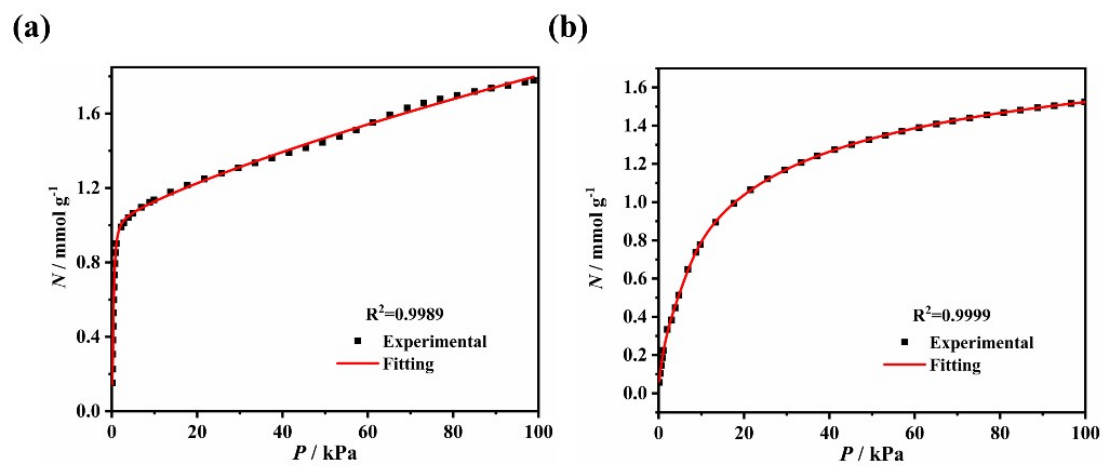 (a)
N / mmol g-1
1.6
1.2
0.8
0.4
0.0
R2=0.9989
Experimental
Fitting
0 20 40 60 80 100
P / kPa
(b)
N / mmol g-1
1.6
1.4
1.2
1.0
0.8
0.6
0.4
0.2
0.0
R2=0.9999
Experimental
Fitting
0 20 40 60 80 100
P / kPa